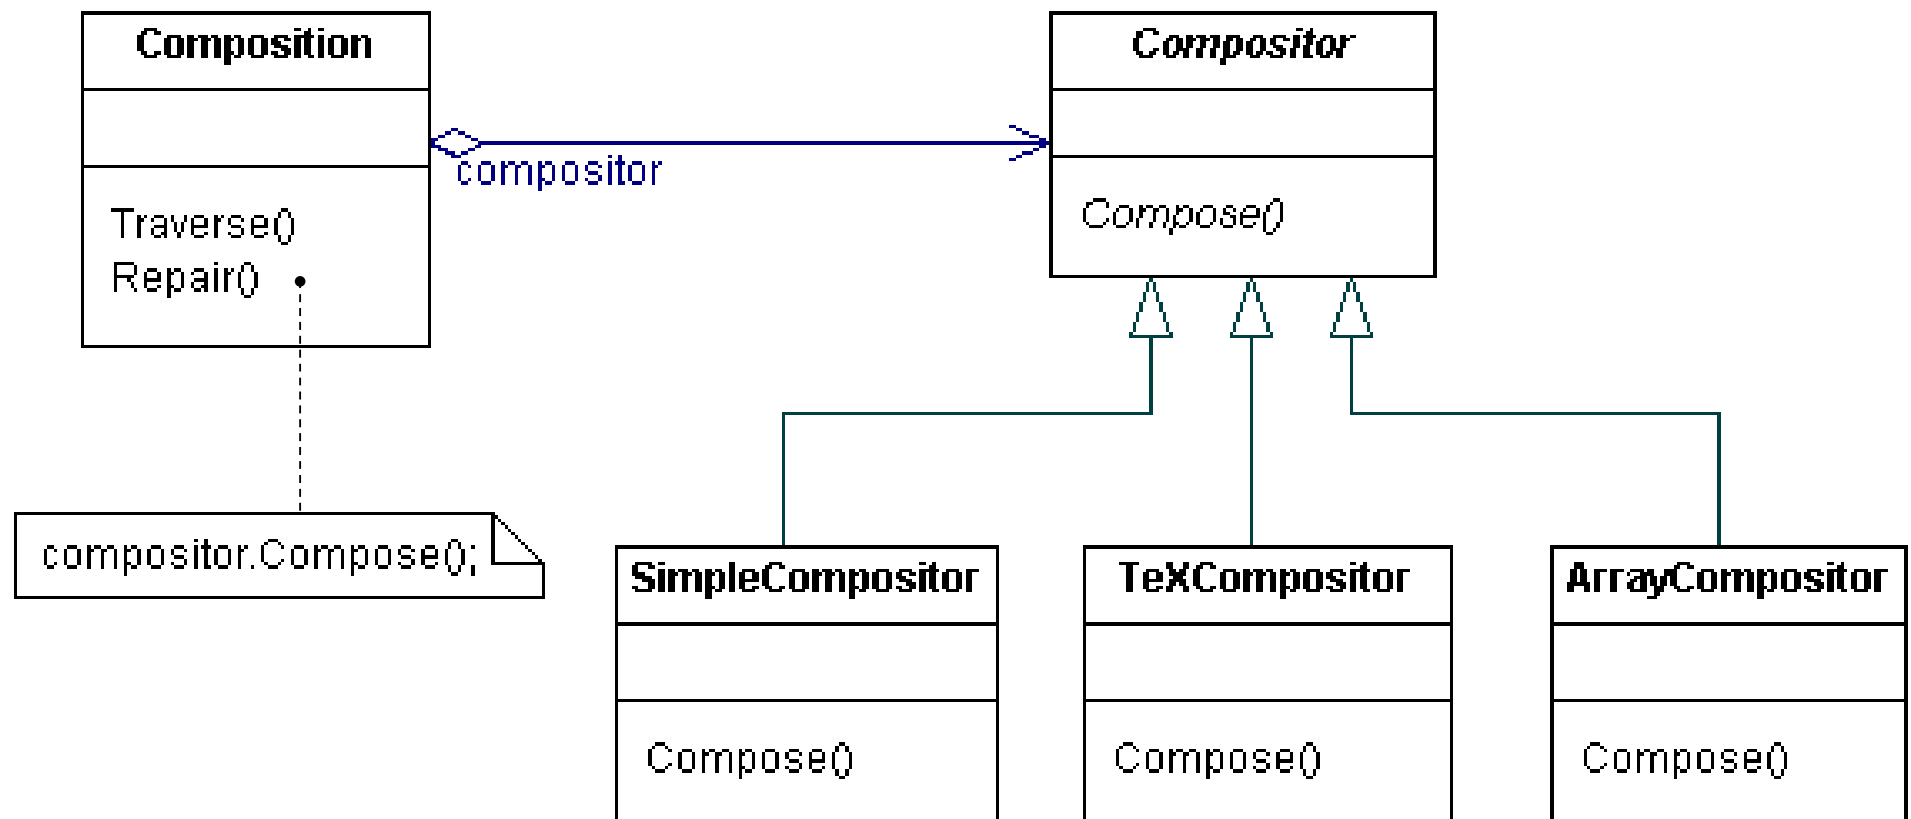 Composition
Compositor
compositor
Traverse()
Compose()
Repair()
compositor.Compose();
SimpleCompositor
TeXCompositor
ArrayCompositor
Compose()
Compose()
Compose()